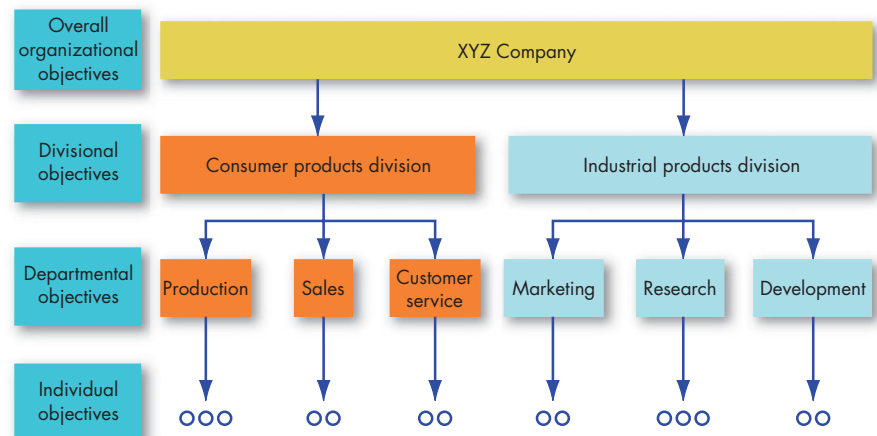 Overall
organizational
objectives
XYZ Company
Divisional
objectives
Consumer products division
Industrial products division
Departmental
objectives
Production
Sales
Customer
service
Marketing
Research
Development
Individual
objectives